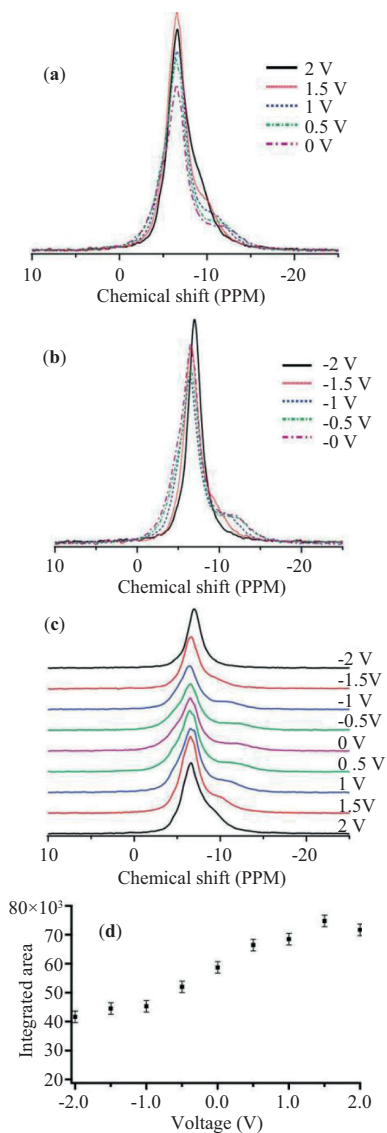 (a)
2 V
1.5 V
1 V
0.5 V
0 V
10 0 -10 -20
Chemical shift (PPM)
(b)
-2 V
-1.5 V
-1 V
-0.5 V
-0 V
10 0 -10 -20
Chemical shift (PPM)
(c)
-2 V
-1.5V
-1 V
-0.5V
0 V
0 .5V
1 V
1.5V
2 V
10 0 -10 -20
Chemical shift (PPM)
80×10³
(d)
70
60
50
40
30
20
Integrated area
-2.0 -1.0 0.0 1.0 2.0
Voltage (V)